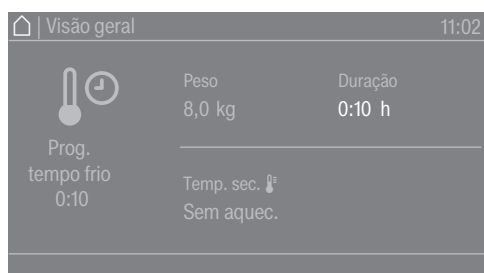 Visão geral 11:02
Peso Duração
8,0 kg 0:10 h
Prog.
tempo frio
0:10
Temp. sec.
Sem aquec.